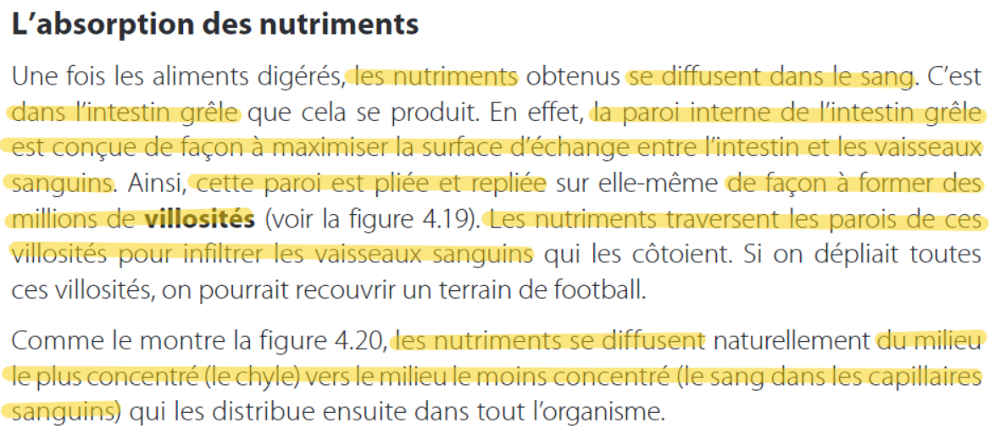 L’absorption des nutriments
Une fois les aliments digérés, les nutriments obtenus se diffusent dans le sang. C’est
dans l’intestin grêle que cela se produit. En effet, la paroi interne de l’intestin grêle
est conçue de façon à maximiser la surface d’échange entre l’intestin et les vaisseaux
sanguins. Ainsi, cette paroi est pliée et repliée sur elle-même de façon à former des
millions de villosités (voir la figure 4.19). Les nutriments traversent les parois de ces
villosités pour infiltrer les vaisseaux sanguins qui les côtoient. Si on dépliait toutes
ces villosités, on pourrait recouvrir un terrain de football.
Comme le montre la figure 4.20, les nutriments se diffusent naturellement du milieu
le plus concentré (le chyle) vers le milieu le moins concentré (le sang dans les capillaires
sanguins) qui les distribue ensuite dans tout l’organisme.